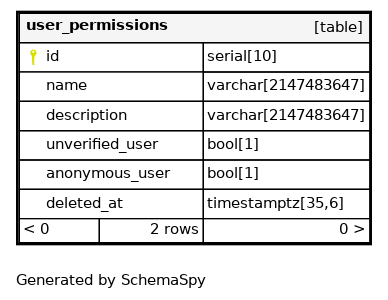 user_permissions [table]
id serial[10]
name varchar[2147483647]
description varchar[2147483647]
unverified_user bool[1]
anonymous_user bool[1]
deleted_at timestamptz[35,6]
< 0 2 rows 0 >
Generated by SchemaSpy